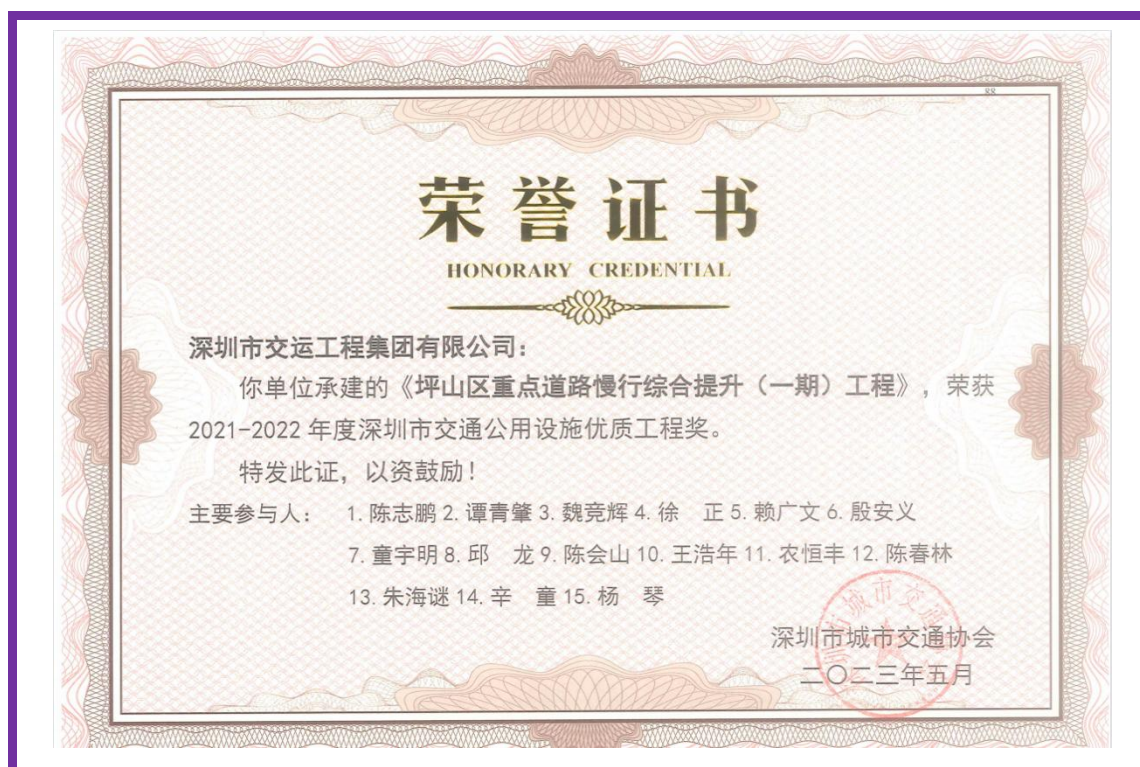 荣誉证书
HONORARY CREDENTIAL
深圳市交运工程集团有限公司：
你单位承建的《坪山区重点道路慢行综合提升（一期）工程》，荣获
2021-2022 年度深圳市交通公用设施优质工程奖。
特发此证，以资鼓励！
主要参与人： 1. 陈志鹏 2. 谭青肇 3. 魏竞辉 4. 徐　正 5. 赖广文 6. 殷安义
7. 童宇明 8. 邱　龙 9. 陈会山 10. 王浩年 11. 农恒丰 12. 陈春林
13. 朱海谜 14. 辛　童 15. 杨　琴
深圳市城市交通协会
二〇二三年五月